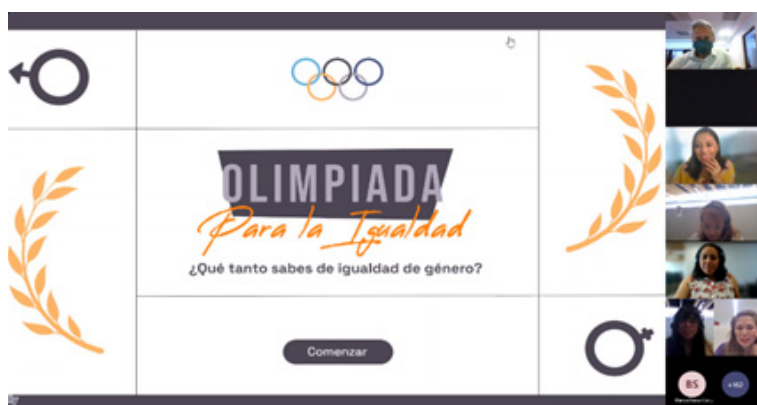 OLIMPIADA
Para la Igualdad
¿Qué tanto sabes de igualdad de género?
Comenzar
BS
+162